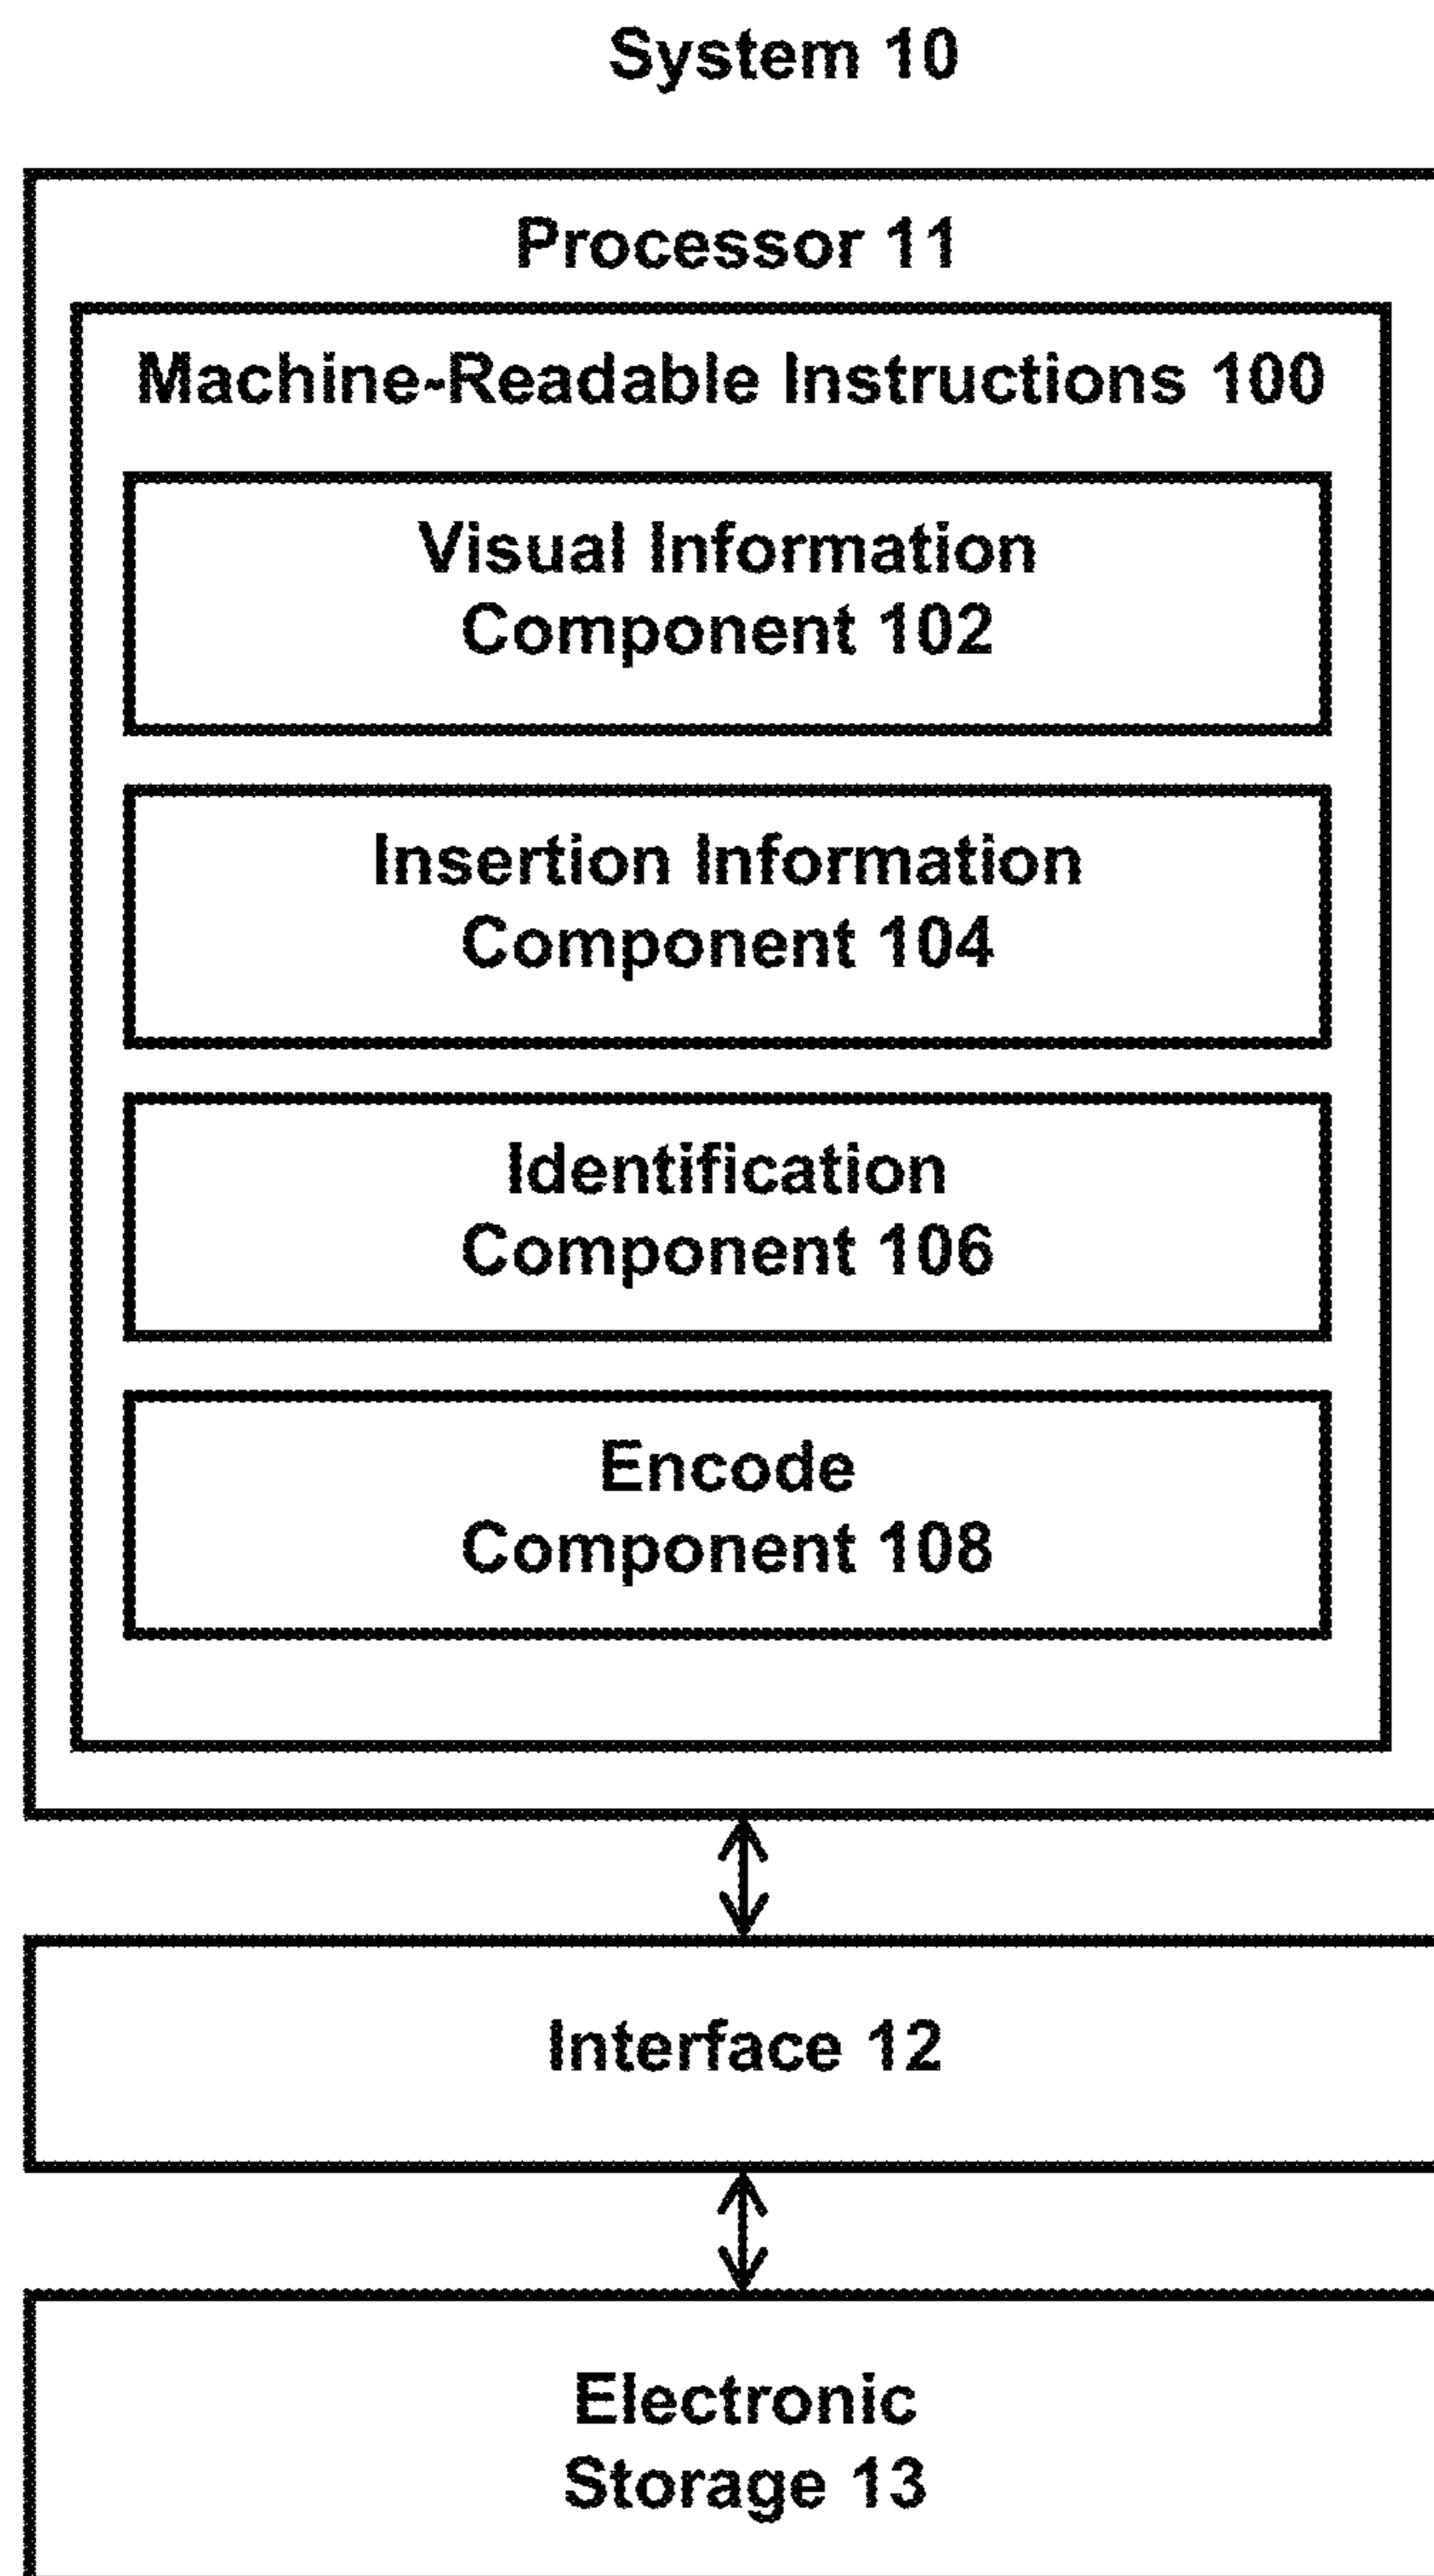 System 10
Processor 11
Machine-Readable Instructions 100
Visual Information
Component 102
Insertion Information
Component 104
Identification
Component 106
Encode
Component 108
Interface 12
Electronic
Storage 13